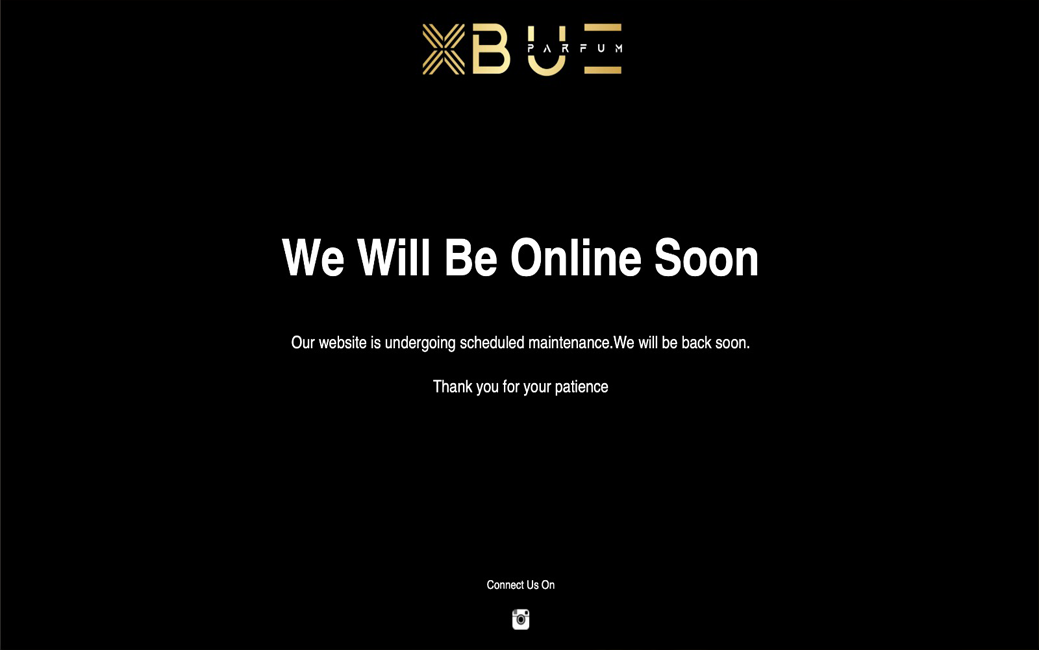 XBUE
PARFUM
We Will Be Online Soon
Our website is undergoing scheduled maintenance.We will be back soon.
Thank you for your patience
Connect Us On